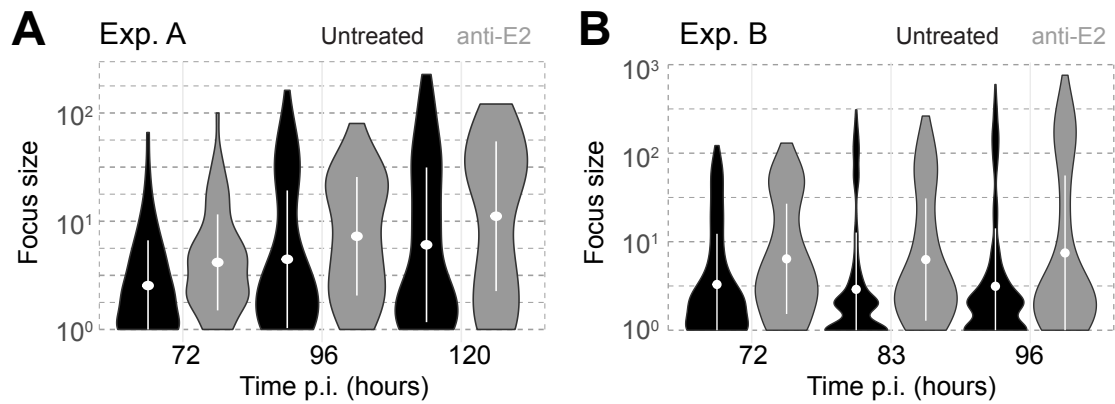 A Exp. A Untreated anti-E2
Focus size
10²
10¹
10⁰
72 96 120
Time p.i. (hours)
B Exp. B Untreated anti-E2
Focus size
10³
10²
10¹
10⁰
72 83 96
Time p.i. (hours)